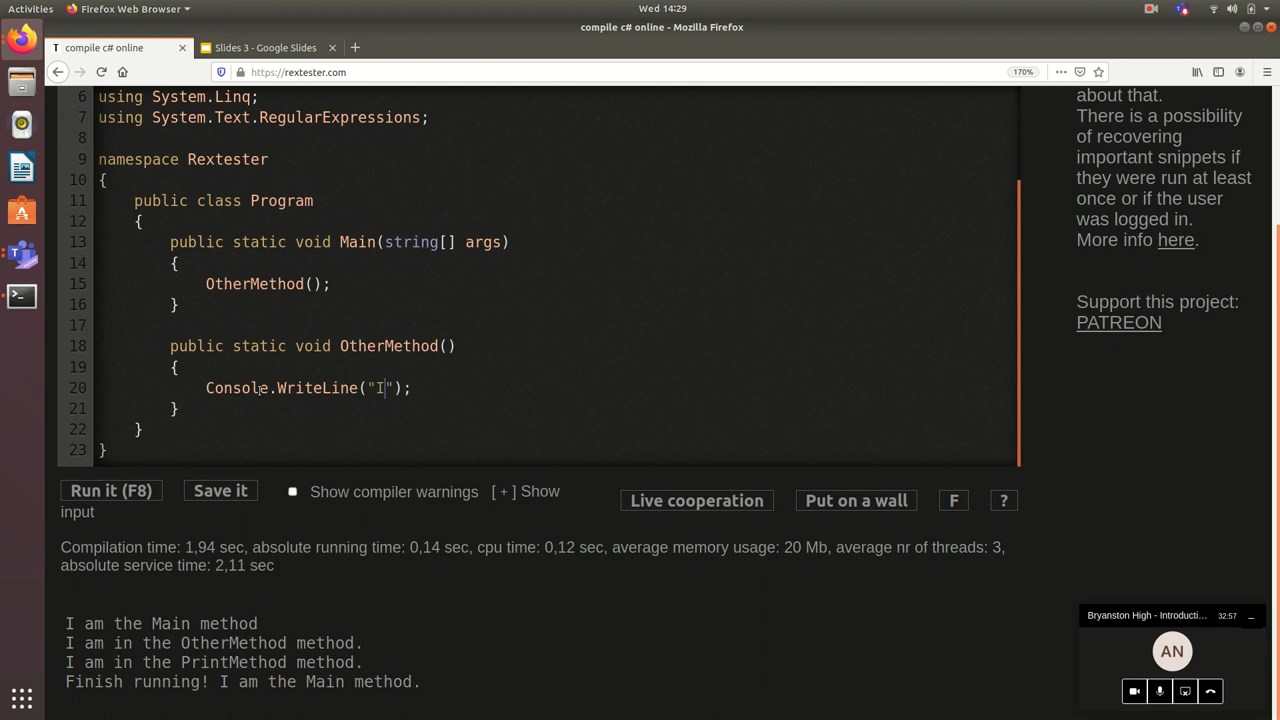 Activities
Firefox Web Browser
Wed 14:29
compile c# online - Mozilla Firefox
T compile c# online
Slides 3 - Google Slides
https://rextester.com
170%
6 using System.Linq;
7 using System.Text.RegularExpressions;
8
9 namespace Rextester
10 {
11 public class Program
12 {
13 public static void Main(string[] args)
14 {
15 OtherMethod();
16 }
17
18 public static void OtherMethod()
19 {
20 Console.WriteLine("I");
21 }
22 }
23 }
about that.
There is a possibility
of recovering
important snippets if
they were run at least
once or if the user
was logged in.
More info here.
Support this project:
PATREON
Run it (F8)
Save it
Show compiler warnings
[ + ] Show
input
Live cooperation
Put on a wall
F
?
Compilation time: 1,94 sec, absolute running time: 0,14 sec, cpu time: 0,12 sec, average memory usage: 20 Mb, average nr of threads: 3,
absolute service time: 2,11 sec
I am the Main method
I am in the OtherMethod method.
I am in the PrintMethod method.
Finish running! I am the Main method.
Bryanston High - Introducti...
32:57
AN